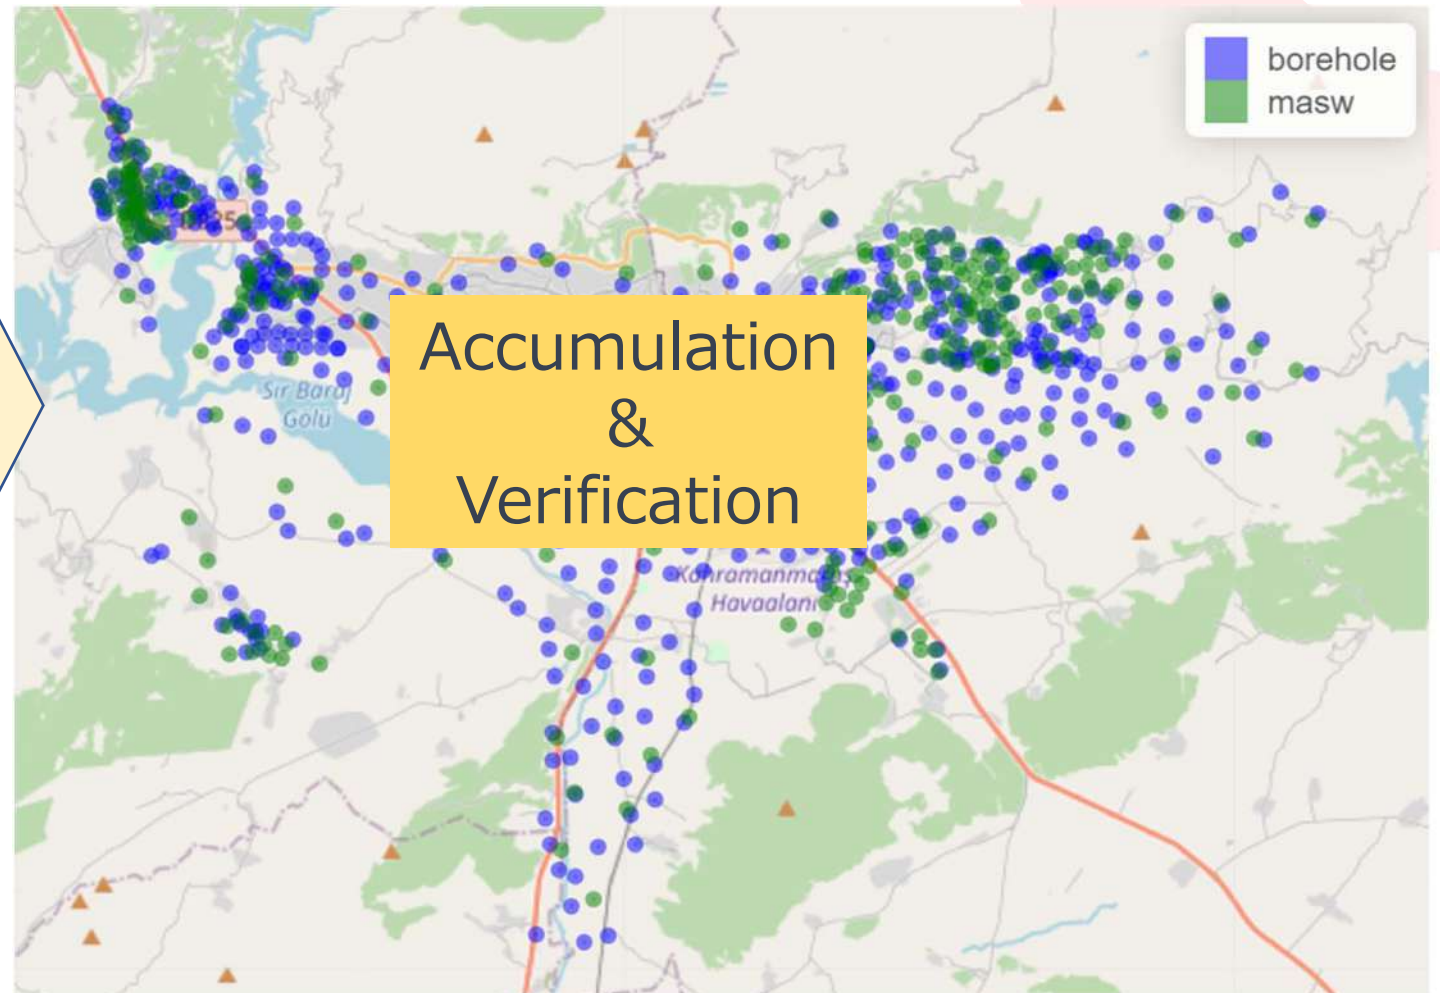 borehole
masw
Sır Baraj
Gölü
Accumulation
&
Verification
Havaalanı